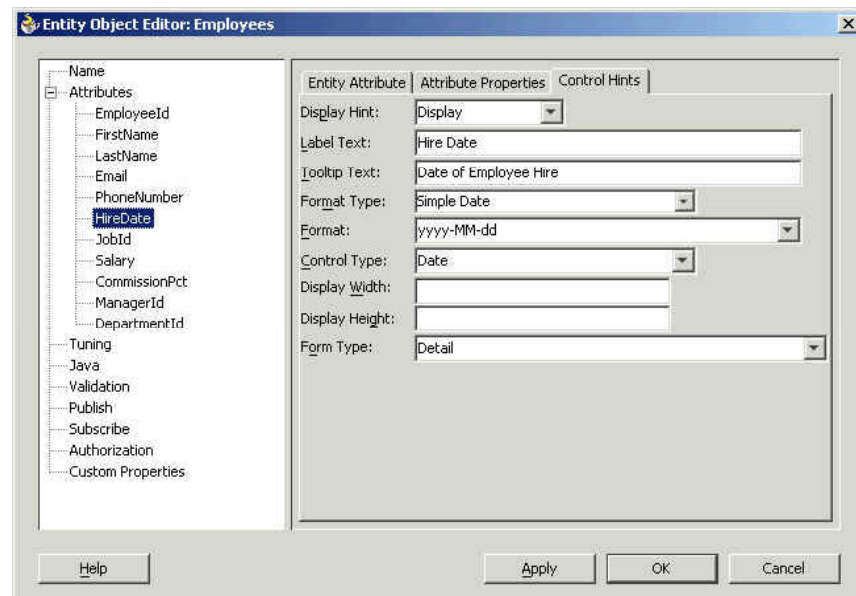 Entity Object Editor: Employees
Name
Attributes
EmployeeId
FirstName
LastName
Email
PhoneNumber
HireDate
JobId
Salary
CommissionPct
ManagerId
DepartmentId
Tuning
Java
Validation
Publish
Subscribe
Authorization
Custom Properties
Entity Attribute Attribute Properties Control Hints
Display Hint: Display
Label Text: Hire Date
Tooltip Text: Date of Employee Hire
Format Type: Simple Date
Format: yyyy-MM-dd
Control Type: Date
Display Width:
Display Height:
Form Type: Detail
Help Apply OK Cancel